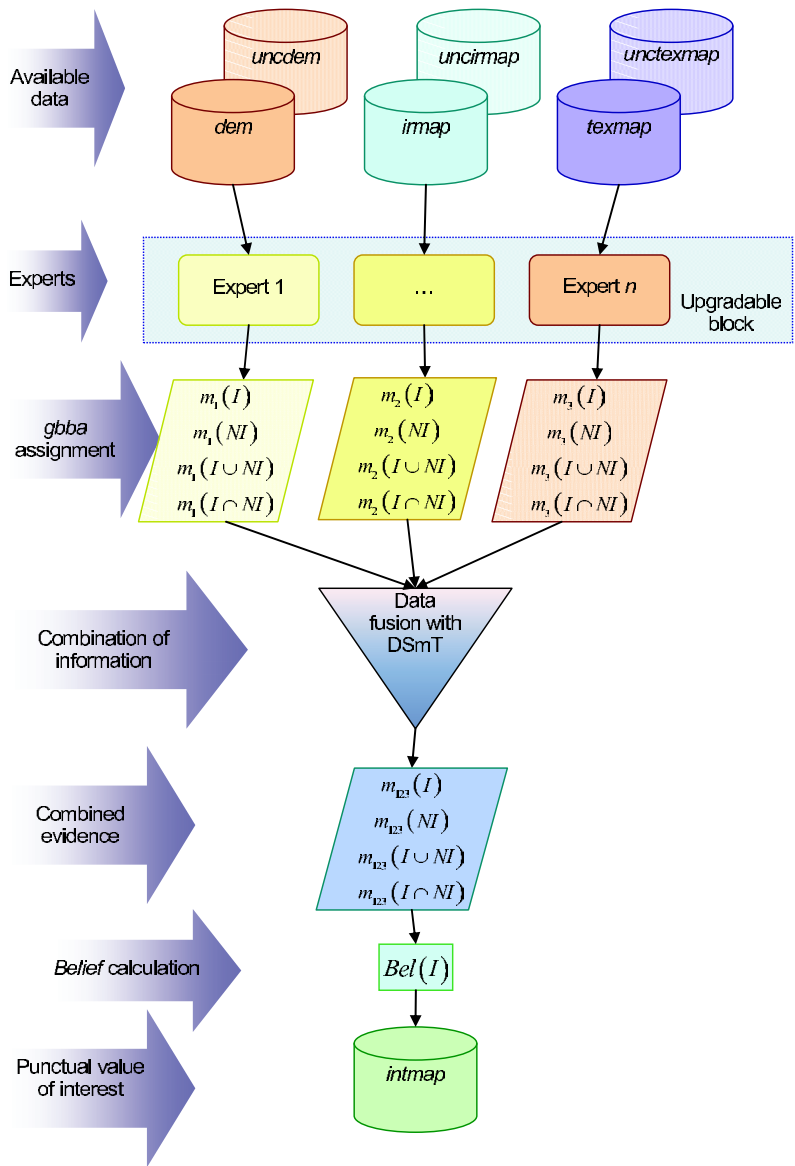 Available
data
uncdem
uncirmap
unctexmap
dem
irmap
texmap
Experts
Expert 1
...
Expert n
Upgradable
block
gbba
assignment
m₁(I)
m₁(NI)
m₁(I ∪ NI)
m₁(I ∩ NI)
m₂(I)
m₂(NI)
m₂(I ∪ NI)
m₂(I ∩ NI)
m₃(I)
m₃(NI)
m₃(I ∪ NI)
m₃(I ∩ NI)
Combination of
information
Data
fusion with
DSmT
Combined
evidence
m₁₂₃(I)
m₁₂₃(NI)
m₁₂₃(I ∪ NI)
m₁₂₃(I ∩ NI)
Belief calculation
Bel(I)
Punctual value
of interest
intmap